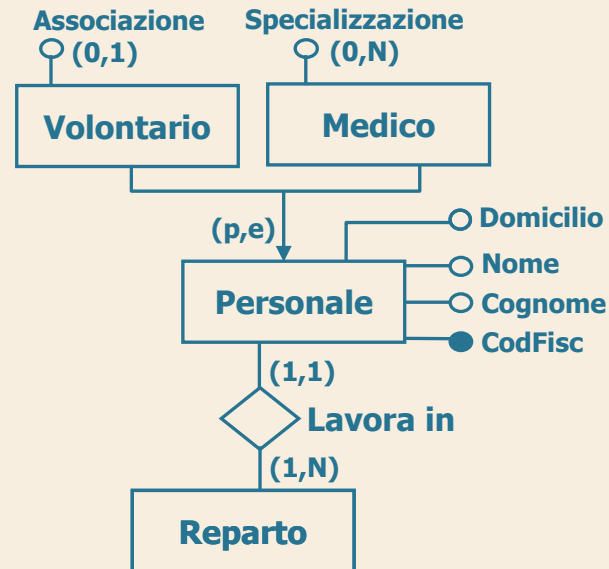 Associazione
(0,1)
Specializzazione
(0,N)
Volontario
Medico
(p,e)
Domicilio
Nome
Personale
Cognome
CodFisc
(1,1)
Lavora in
(1,N)
Reparto